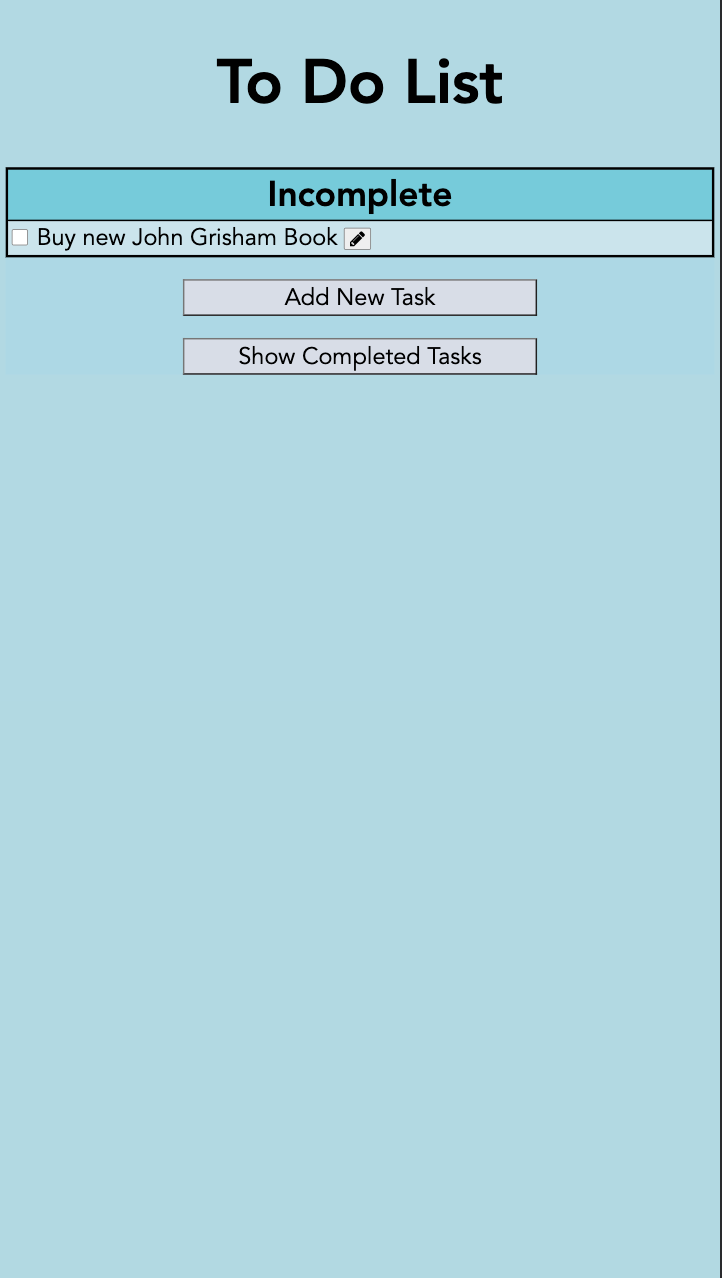 To Do List
Incomplete
Buy new John Grisham Book
Add New Task
Show Completed Tasks